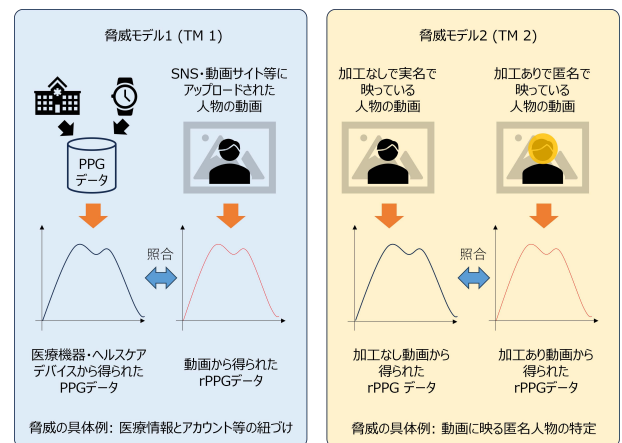 脅威モデル1 (TM 1)
PPG
データ
SNS・動画サイト等に
アップロードされた
人物の動画
照合
医療機器・ヘルスケア
デバイスから得られた
PPGデータ
動画から得られた
rPPGデータ
脅威の具体例: 医療情報とアカウント等の紐づけ
脅威モデル2 (TM 2)
加工なしで実名で
映っている
人物の動画
加工ありで匿名で
映っている
人物の動画
照合
加工なし動画から
得られた
rPPG データ
加工あり動画から
得られた
rPPGデータ
脅威の具体例: 動画に映る匿名人物の特定